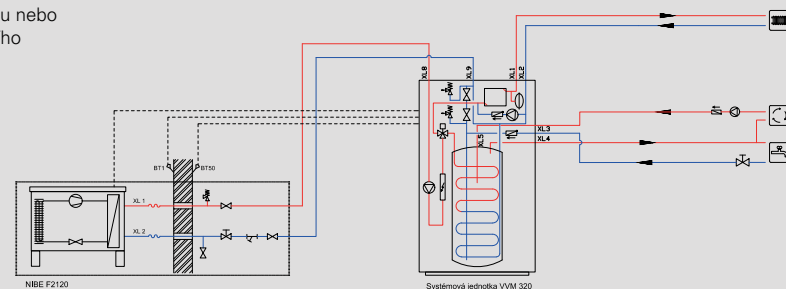 u nebo
ího
XL8
XL9
XL1
XL2
XL3
XL4
XL5
BT1
BT50
XL 1
XL 2
NIBE F2120
Systémová jednotka VVM 320